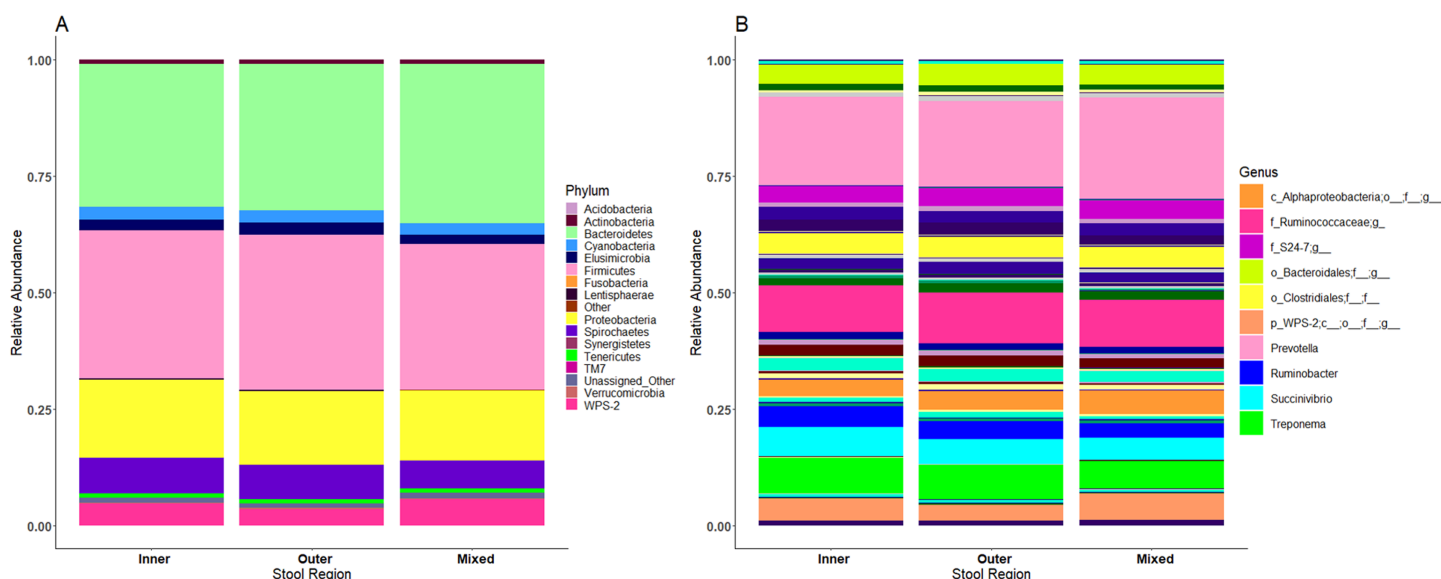 A
Relative Abundance
1.00
0.75
0.50
0.25
0.00
Inner
Outer
Mixed
Stool Region
Phylum
Acidobacteria
Actinobacteria
Bacteroidetes
Cyanobacteria
Elusimicrobia
Firmicutes
Fusobacteria
Lentisphaerae
Other
Proteobacteria
Spirochaetes
Synergistetes
Tenericutes
TM7
Unassigned_Other
Verrucomicrobia
WPS-2
B
Relative Abundance
1.00
0.75
0.50
0.25
0.00
Inner
Outer
Mixed
Stool Region
Genus
c_Alphaproteobacteria;o__;f__;g__
f_Ruminococcaceae;g_
f_S24-7;g__
o_Bacteroidales;f__;g__
o_Clostridiales;f__;f__
p_WPS-2;c__;o__;f__;g__
Prevotella
Ruminobacter
Succinivibrio
Treponema